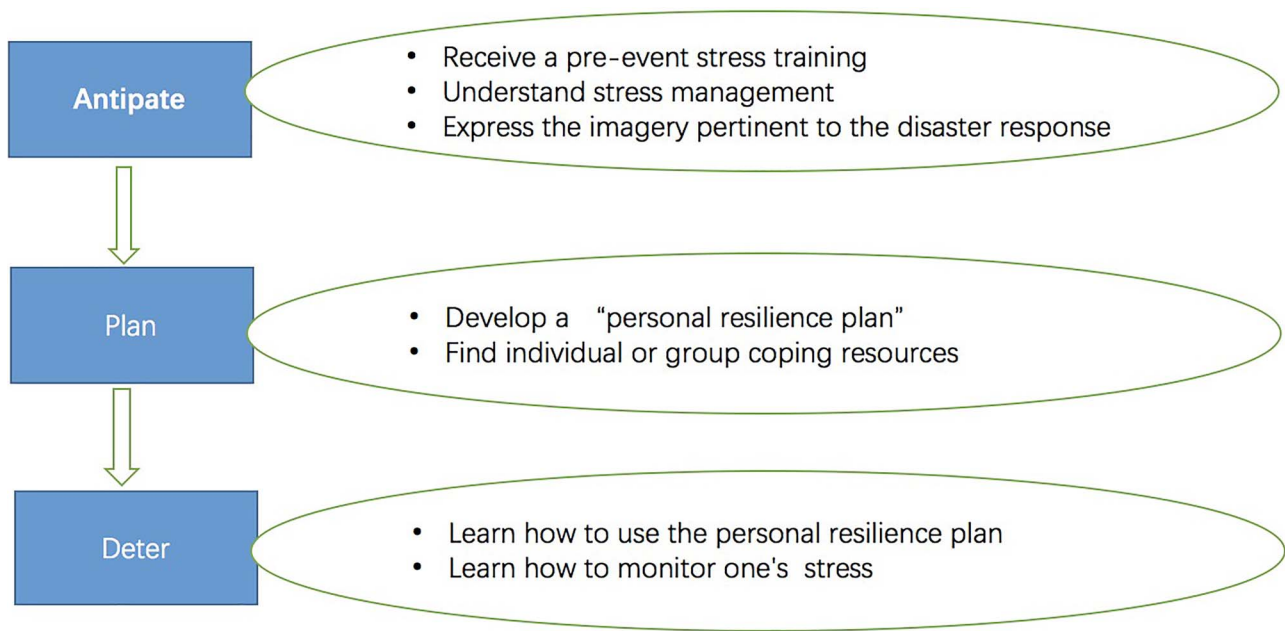 Antipate
• Receive a pre-event stress training
• Understand stress management
• Express the imagery pertinent to the disaster response
Plan
• Develop a “personal resilience plan”
• Find individual or group coping resources
Deter
• Learn how to use the personal resilience plan
• Learn how to monitor one's stress